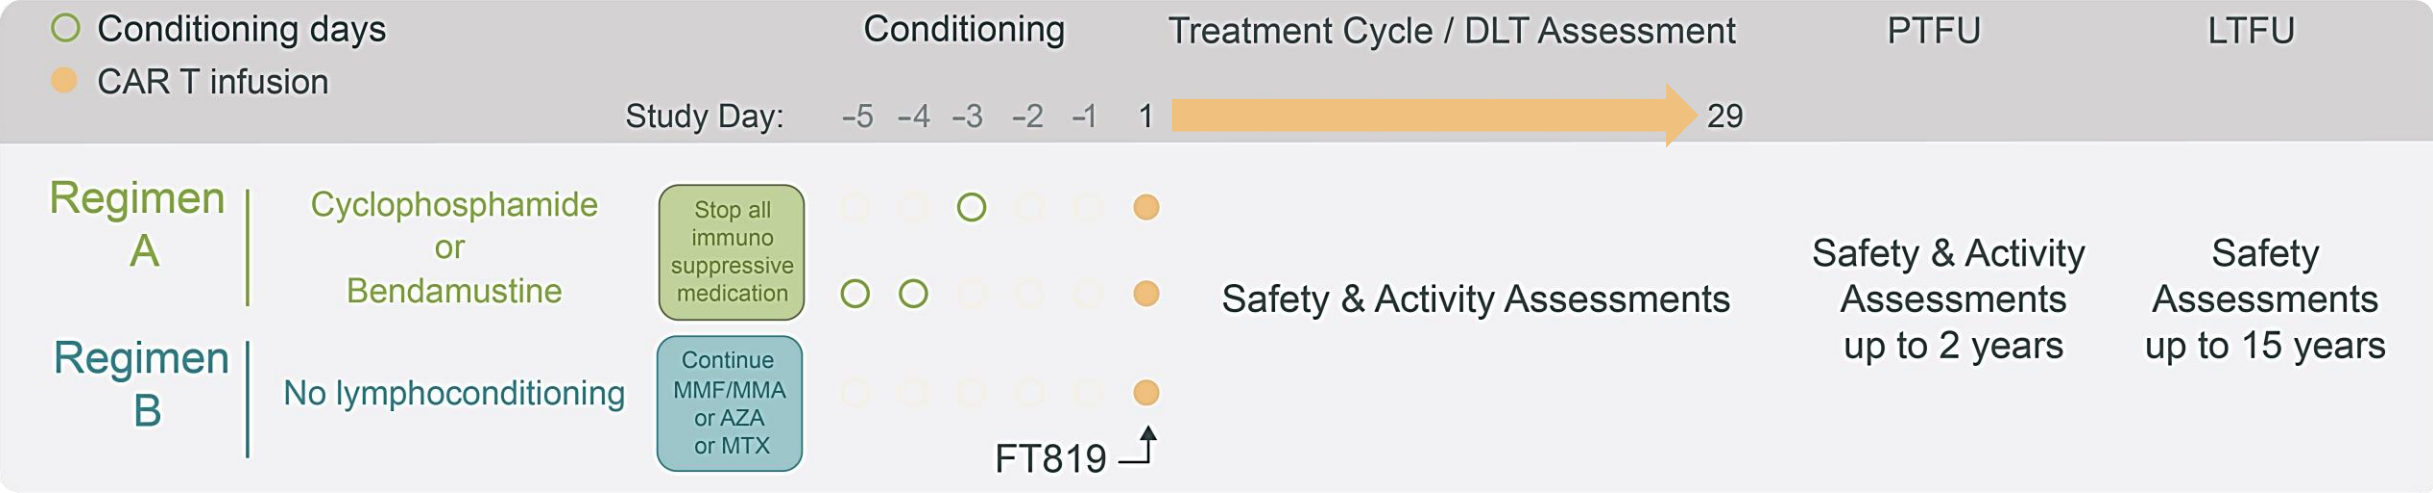 Conditioning days
CAR T infusion
Conditioning
Treatment Cycle / DLT Assessment
PTFU
LTFU
Study Day: –5 –4 –3 –2 –1 1 29
Regimen
A
Cyclophosphamide
or
Bendamustine
Stop all
immuno
suppressive
medication
Regimen
B
No lymphoconditioning
Continue
MMF/MMA
or AZA
or MTX
FT819
Safety & Activity Assessments
Safety & Activity
Assessments
up to 2 years
Safety
Assessments
up to 15 years